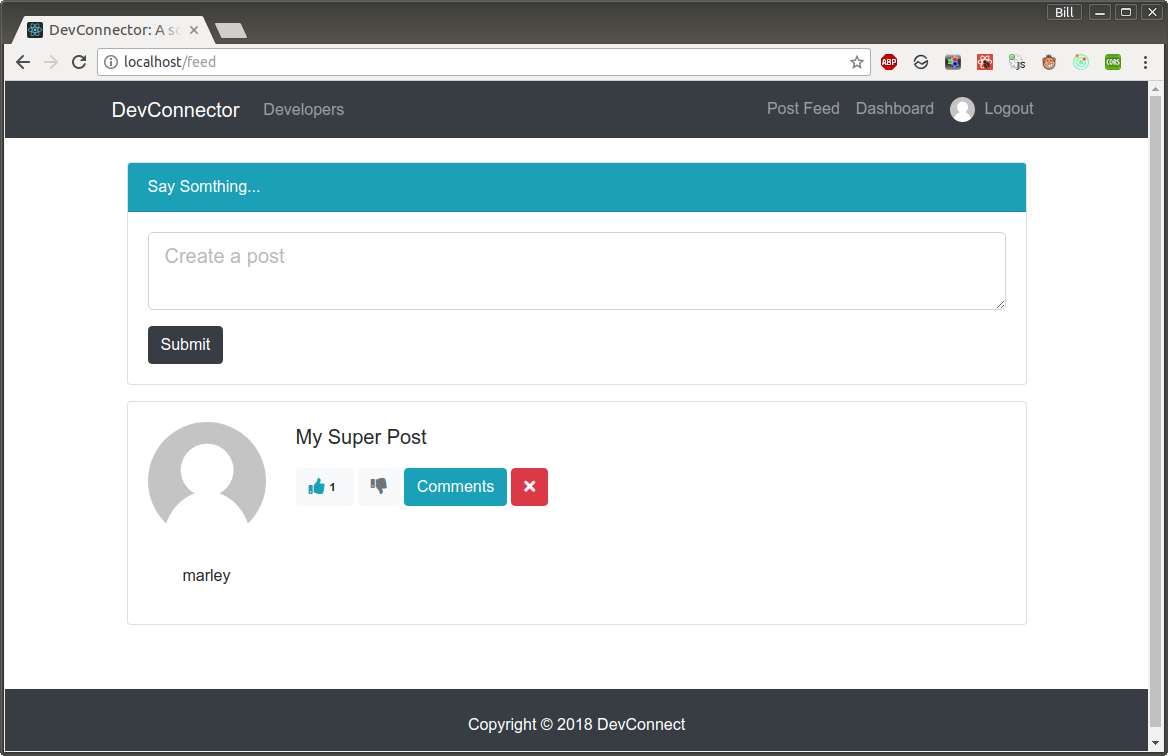 Bill
DevConnector: A so
localhost/feed
ABP
js
CORS
DevConnector Developers Post Feed Dashboard Logout
Say Somthing...
Create a post
Submit
My Super Post
1 Comments
marley
Copyright © 2018 DevConnect